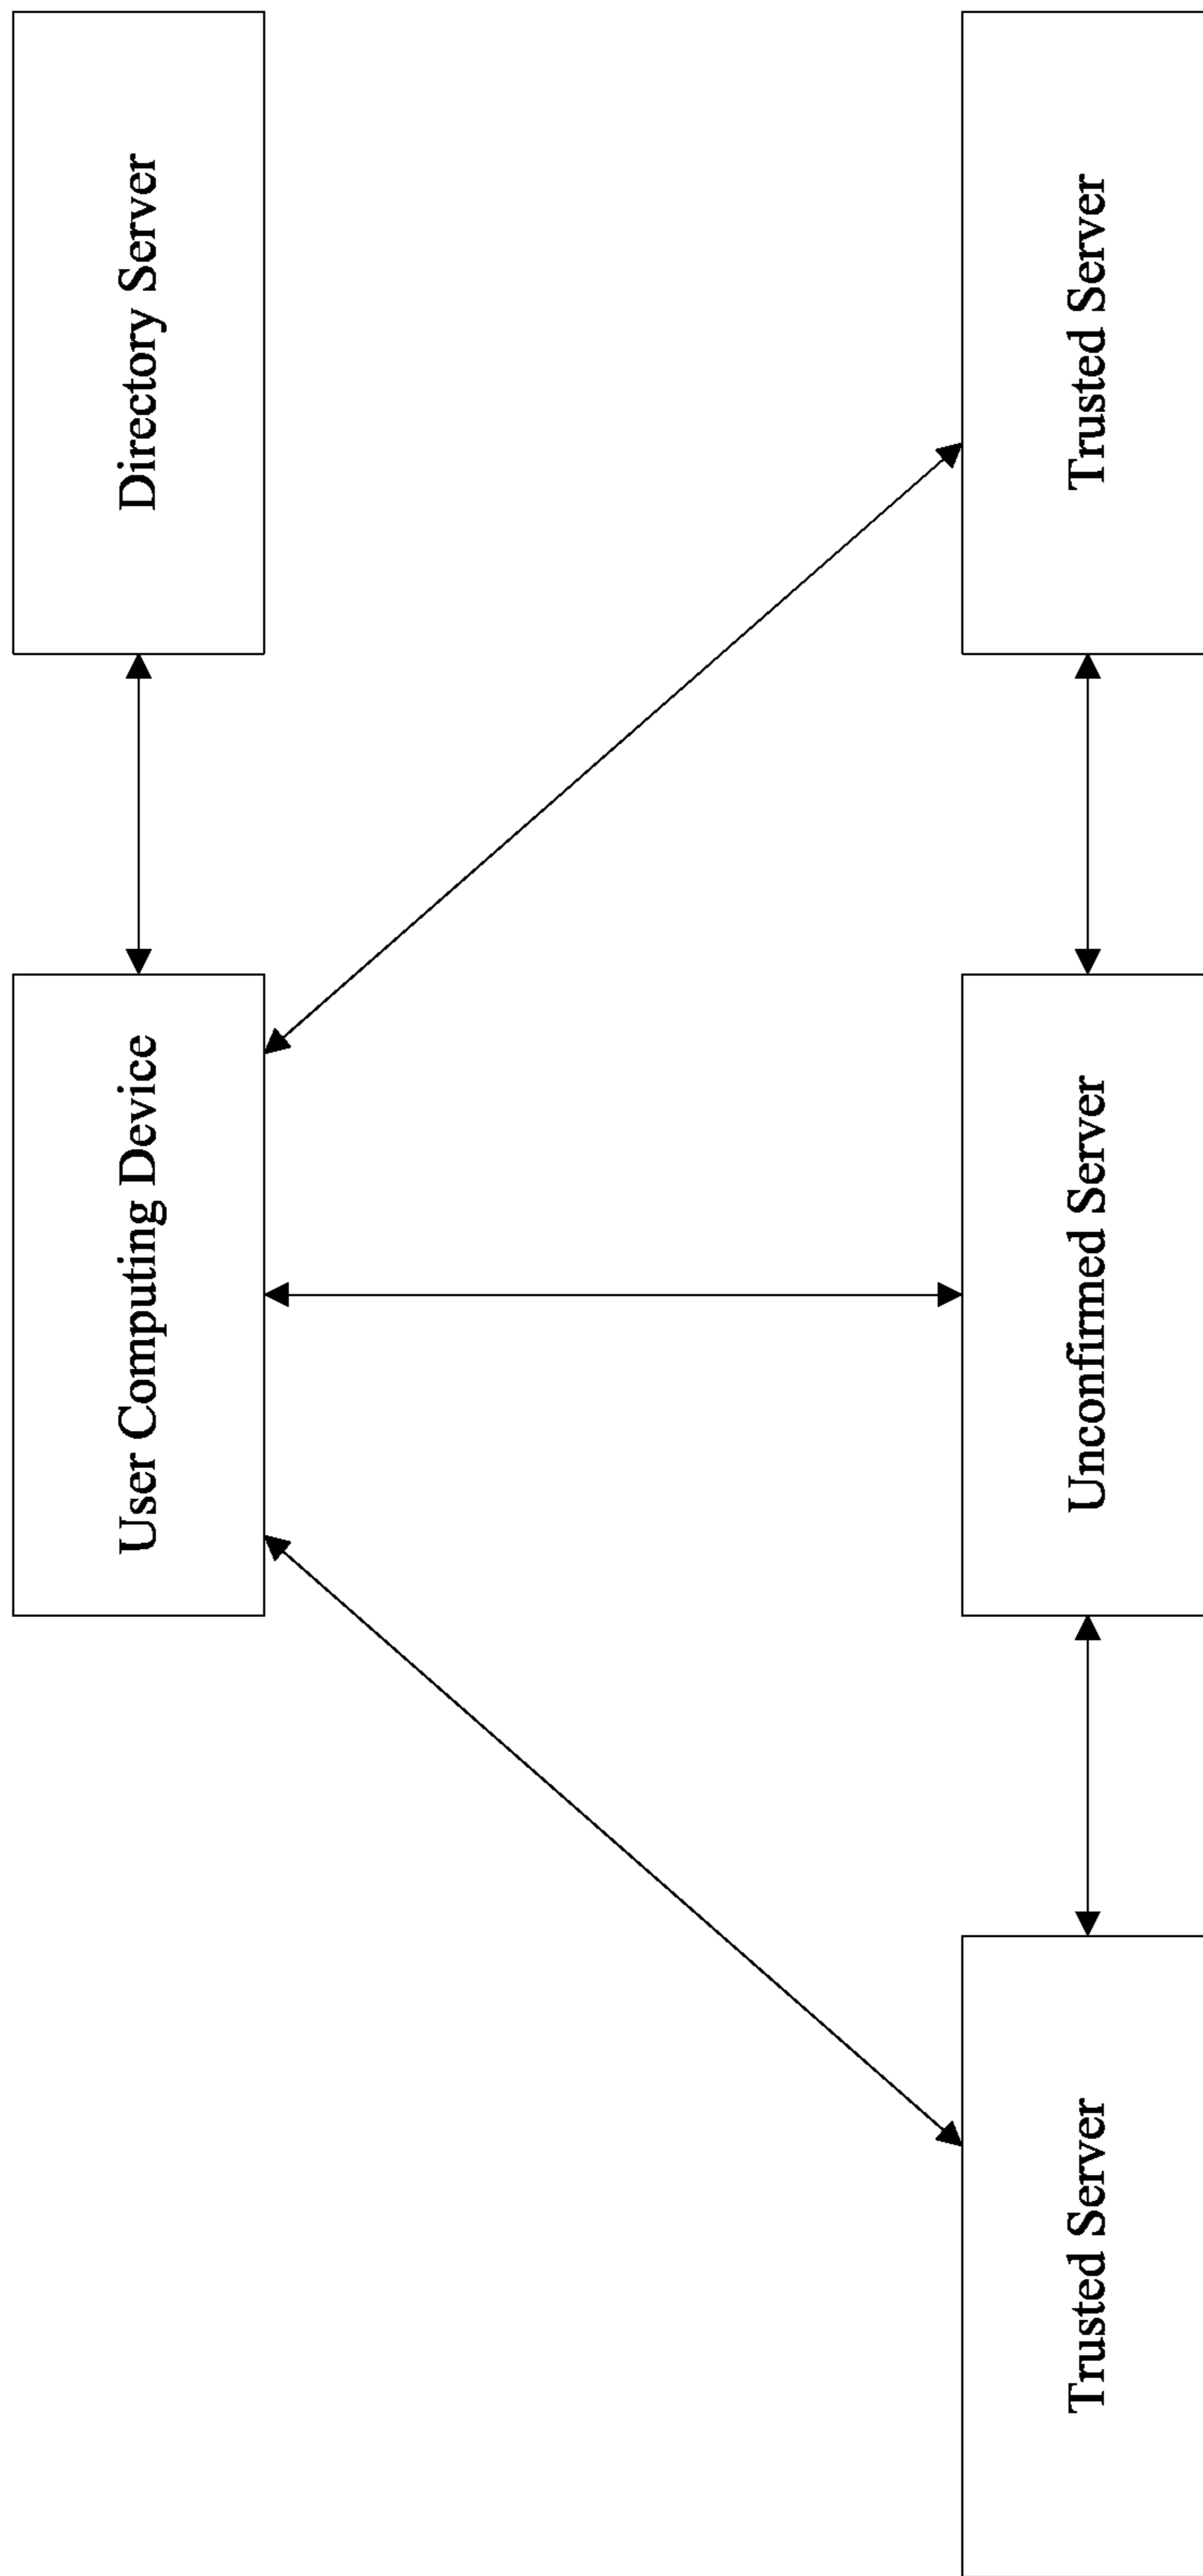 User Computing Device
Directory Server
Trusted Server
Unconfirmed Server
Trusted Server